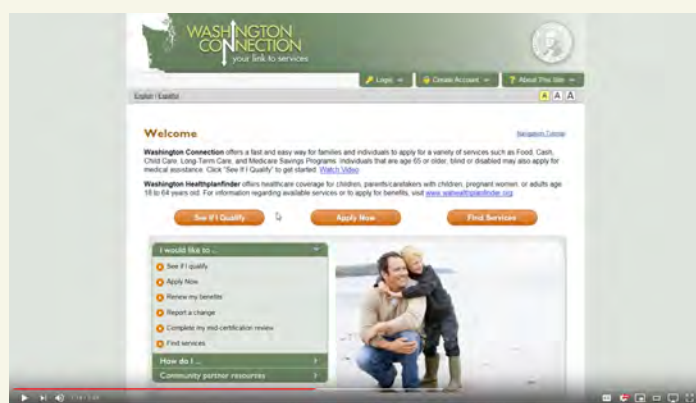 WASHINGTON
CONNECTION
your link to services
Login
Create Account
? About This Site
English / Español
A A A
Welcome
Navigation Tutorial
Washington Connection offers a fast and easy way for families and individuals to apply for a variety of services such as Food, Cash,
Child Care, Long-Term Care, and Medicare Savings Programs. Individuals that are age 65 or older, blind or disabled may also apply for
medical assistance. Click "See If I Qualify" to get started. Watch Video
Washington Healthplanfinder offers healthcare coverage for children, parents/caretakers with children, pregnant women, or adults age
18 to 64 years old. For information regarding available services or to apply for benefits, visit www.wahealthplanfinder.org
See If I Qualify
Apply Now
Find Services
I would like to ...
See if I qualify
Apply Now
Renew my benefits
Report a change
Complete my mid-certification review
Find services
How do I ...
Community partner resources